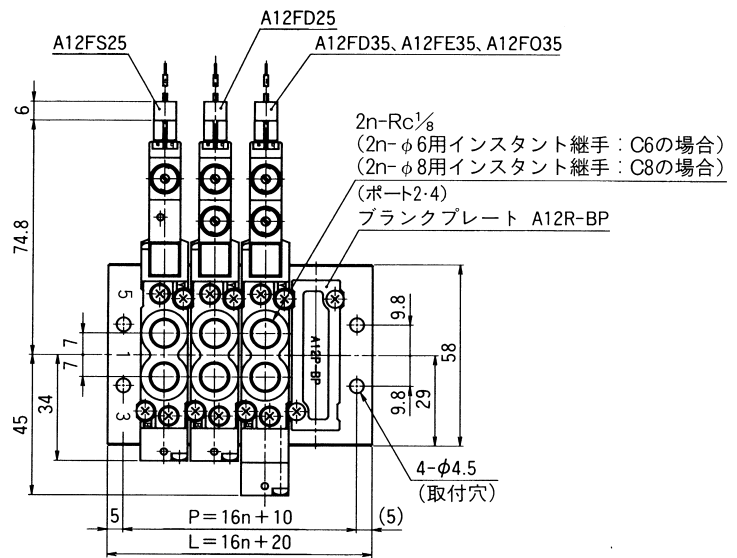 A12FD25
A12FS25
A12FD35、A12FE35、A12FO35
2n-Rc1/8
(2n-φ6用インスタント継手：C6の場合)
(2n-φ8用インスタント継手：C8の場合)
(ポート2・4)
ブランクプレート A12R-BP
6
74.8
7
7
34
45
5
1
3
A12P-BP
9.8
9.8
58
29
4-φ4.5
(取付穴)
5
P=16n+10
(5)
L=16n+20